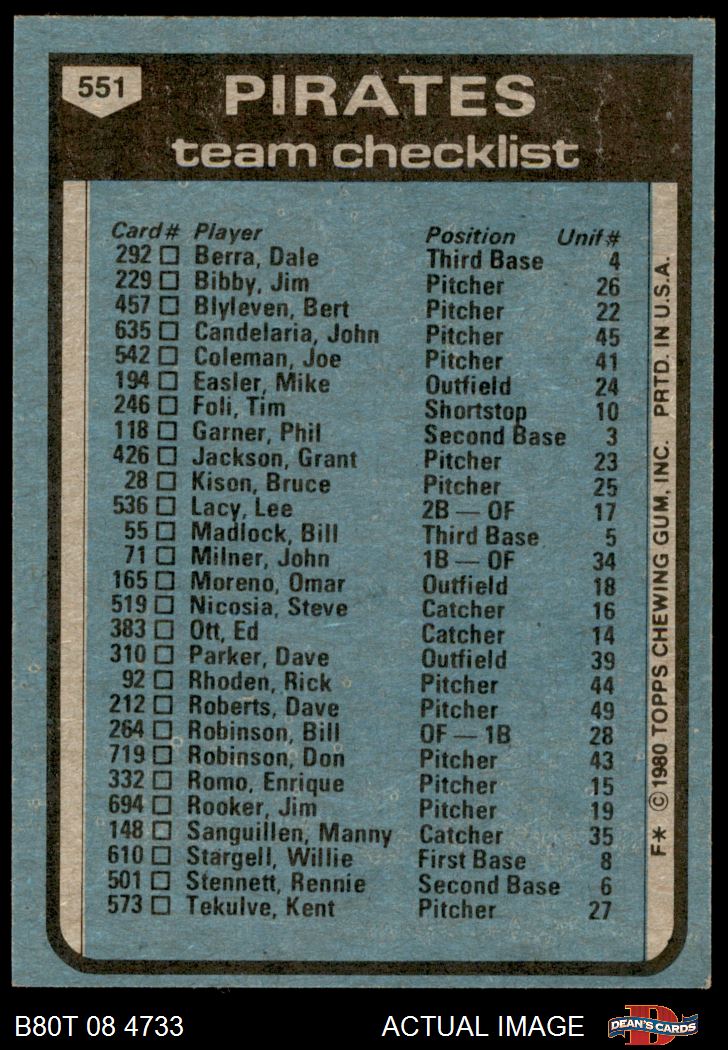 551
PIRATES
team checklist
Card# Player Position Unif#
292 Berra, Dale Third Base 4
229 Bibby, Jim Pitcher 26
457 Blyleven, Bert Pitcher 22
635 Candelaria, John Pitcher 45
542 Coleman, Joe Pitcher 41
194 Easler, Mike Outfield 24
246 Foli, Tim Shortstop 10
118 Garner, Phil Second Base 3
426 Jackson, Grant Pitcher 23
28 Kison, Bruce Pitcher 25
536 Lacy, Lee 2B — OF 17
55 Madlock, Bill Third Base 5
71 Milner, John 1B — OF 34
165 Moreno, Omar Outfield 18
519 Nicosia, Steve Catcher 16
383 Ott, Ed Catcher 14
310 Parker, Dave Outfield 39
92 Rhoden, Rick Pitcher 44
212 Roberts, Dave Pitcher 49
264 Robinson, Bill OF — 1B 28
719 Robinson, Don Pitcher 43
332 Romo, Enrique Pitcher 15
694 Rooker, Jim Pitcher 19
148 Sanguillen, Manny Catcher 35
610 Stargell, Willie First Base 8
501 Stennett, Rennie Second Base 6
573 Tekulve, Kent Pitcher 27
F* © 1980 TOPPS CHEWING GUM, INC. PRTD. IN U.S.A.
B80T 08 4733 ACTUAL IMAGE D DEAN'S CARDS